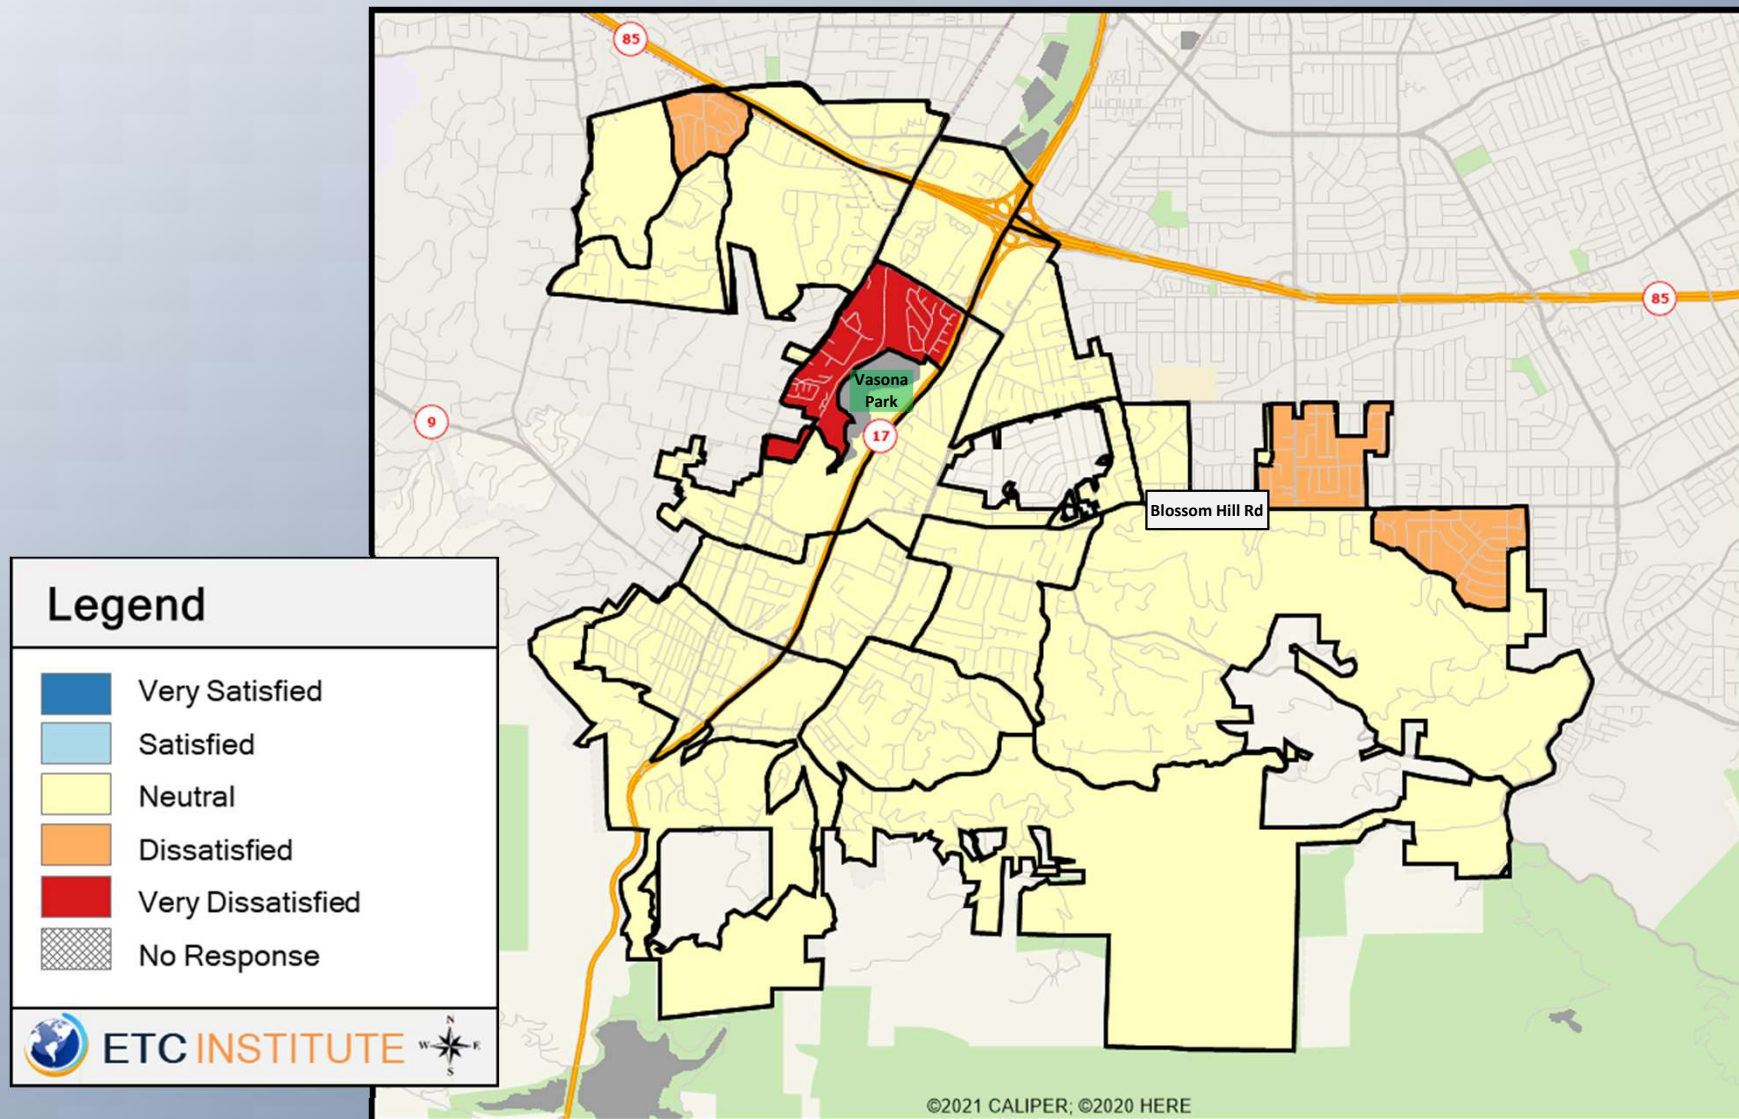 85
85
9
Vasona
Park
17
Blossom Hill Rd
Legend
Very Satisfied
Satisfied
Neutral
Dissatisfied
Very Dissatisfied
No Response
ETC INSTITUTE
N
W E
S
©2021 CALIPER; ©2020 HERE